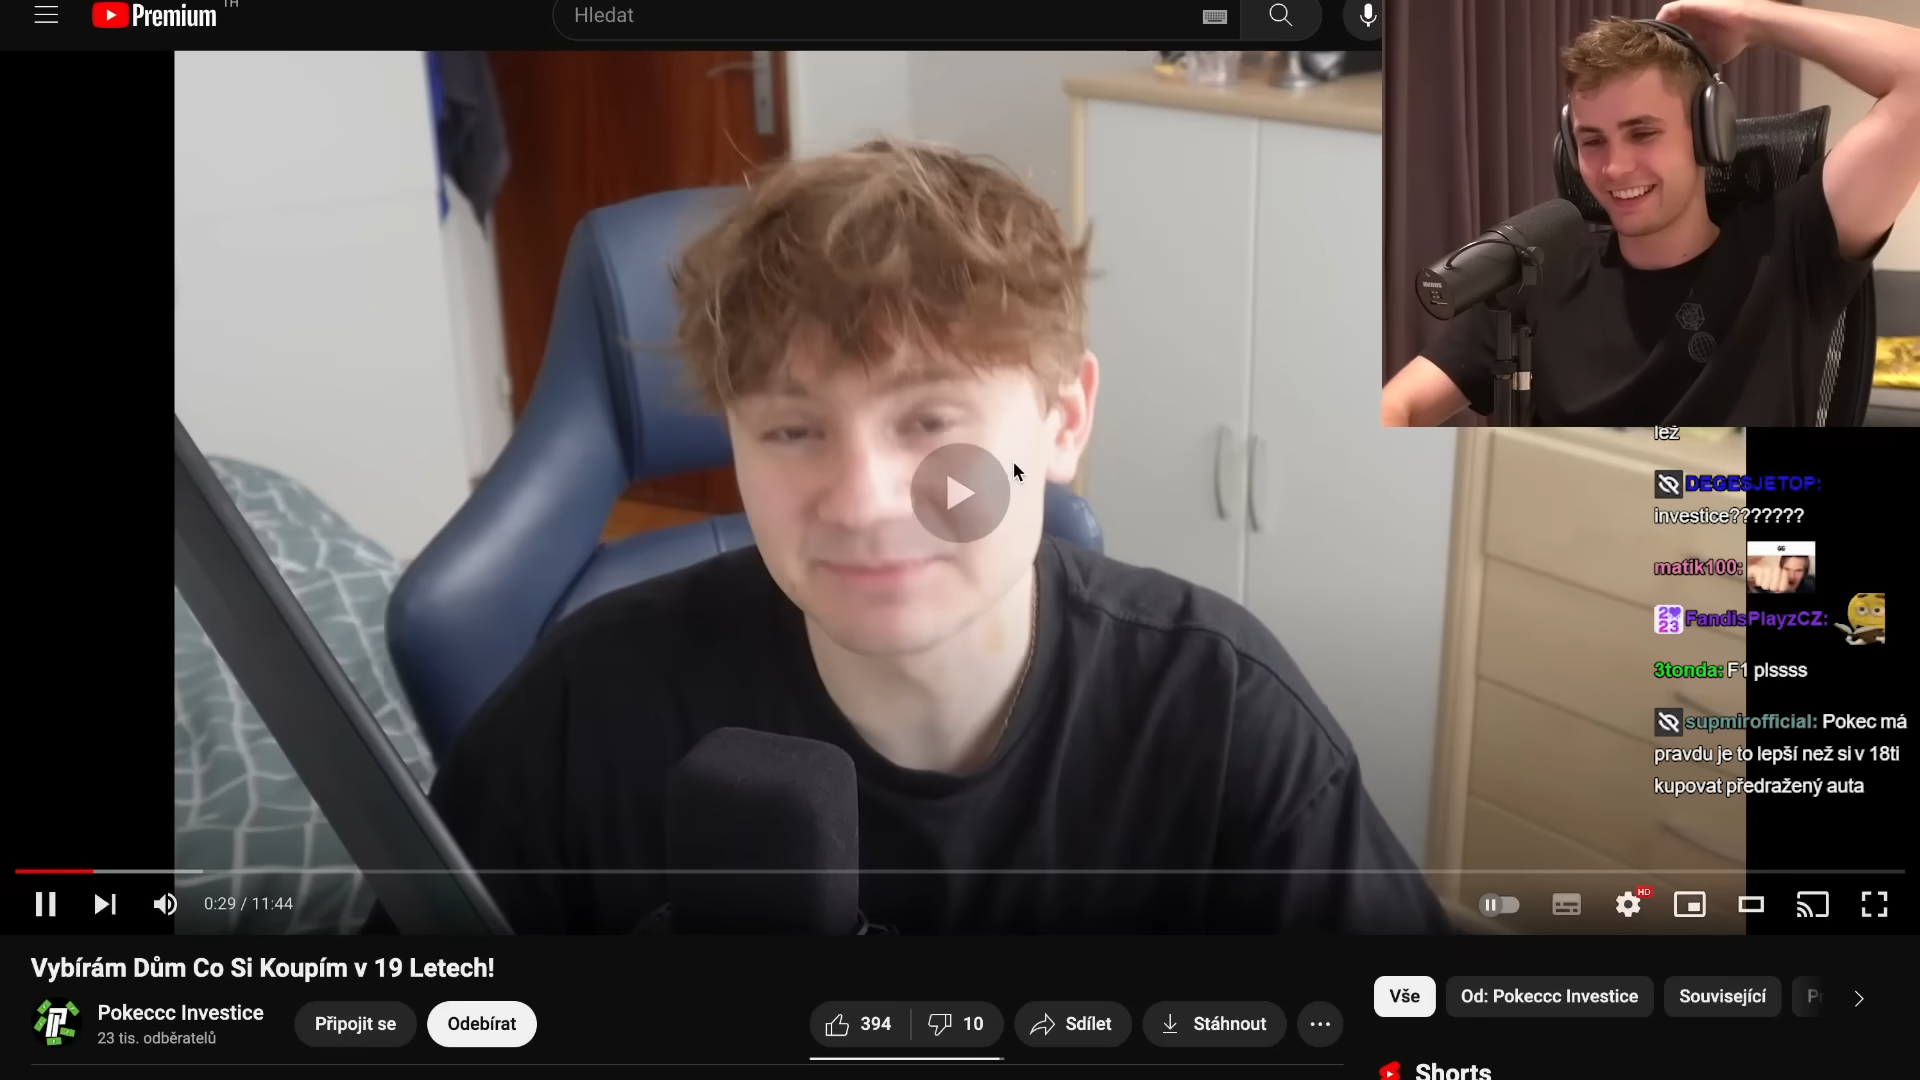 Premium
TH
Hledat
lež
DEGESJETOP:
investice???????
matik100:
FandisPlayzCZ:
3tonda: F1 plssss
supmirofficial: Pokec má
pravdu je to lepší než si v 18ti
kupovat předražený auta
0:29 / 11:44
HD
Vybírám Dům Co Si Koupím v 19 Letech!
Pokeccc Investice
23 tis. odběratelů
Připojit se
Odebírat
394
10
Sdílet
Stáhnout
Vše
Od: Pokeccc Investice
Související
Shorts